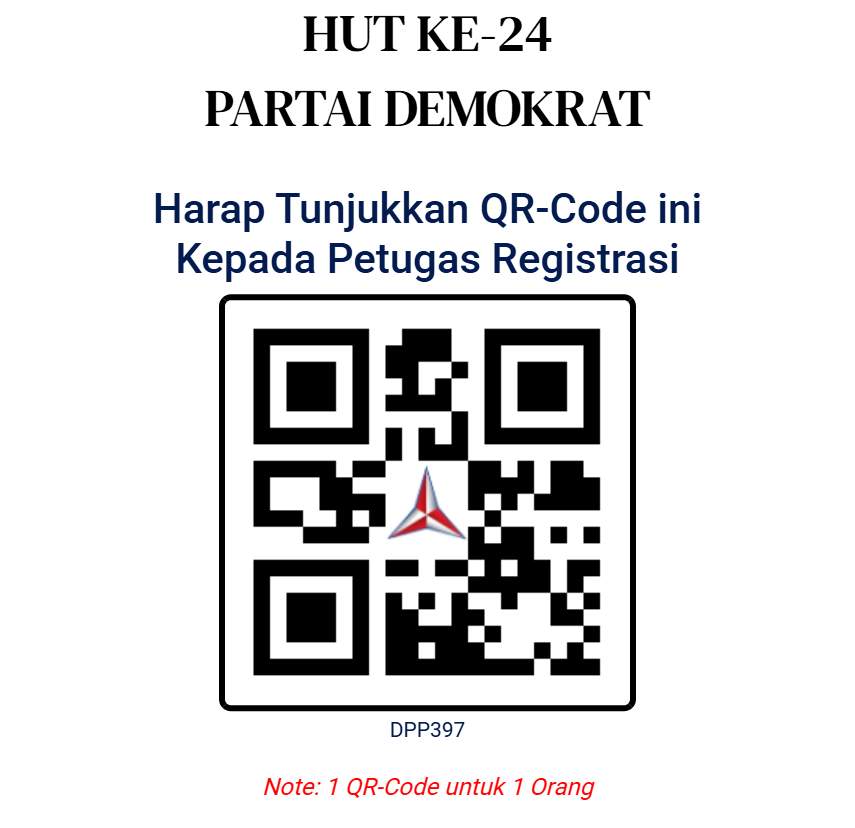 HUT KE-24
PARTAI DEMOKRAT
Harap Tunjukkan QR-Code ini
Kepada Petugas Registrasi
DPP397
Note: 1 QR-Code untuk 1 Orang